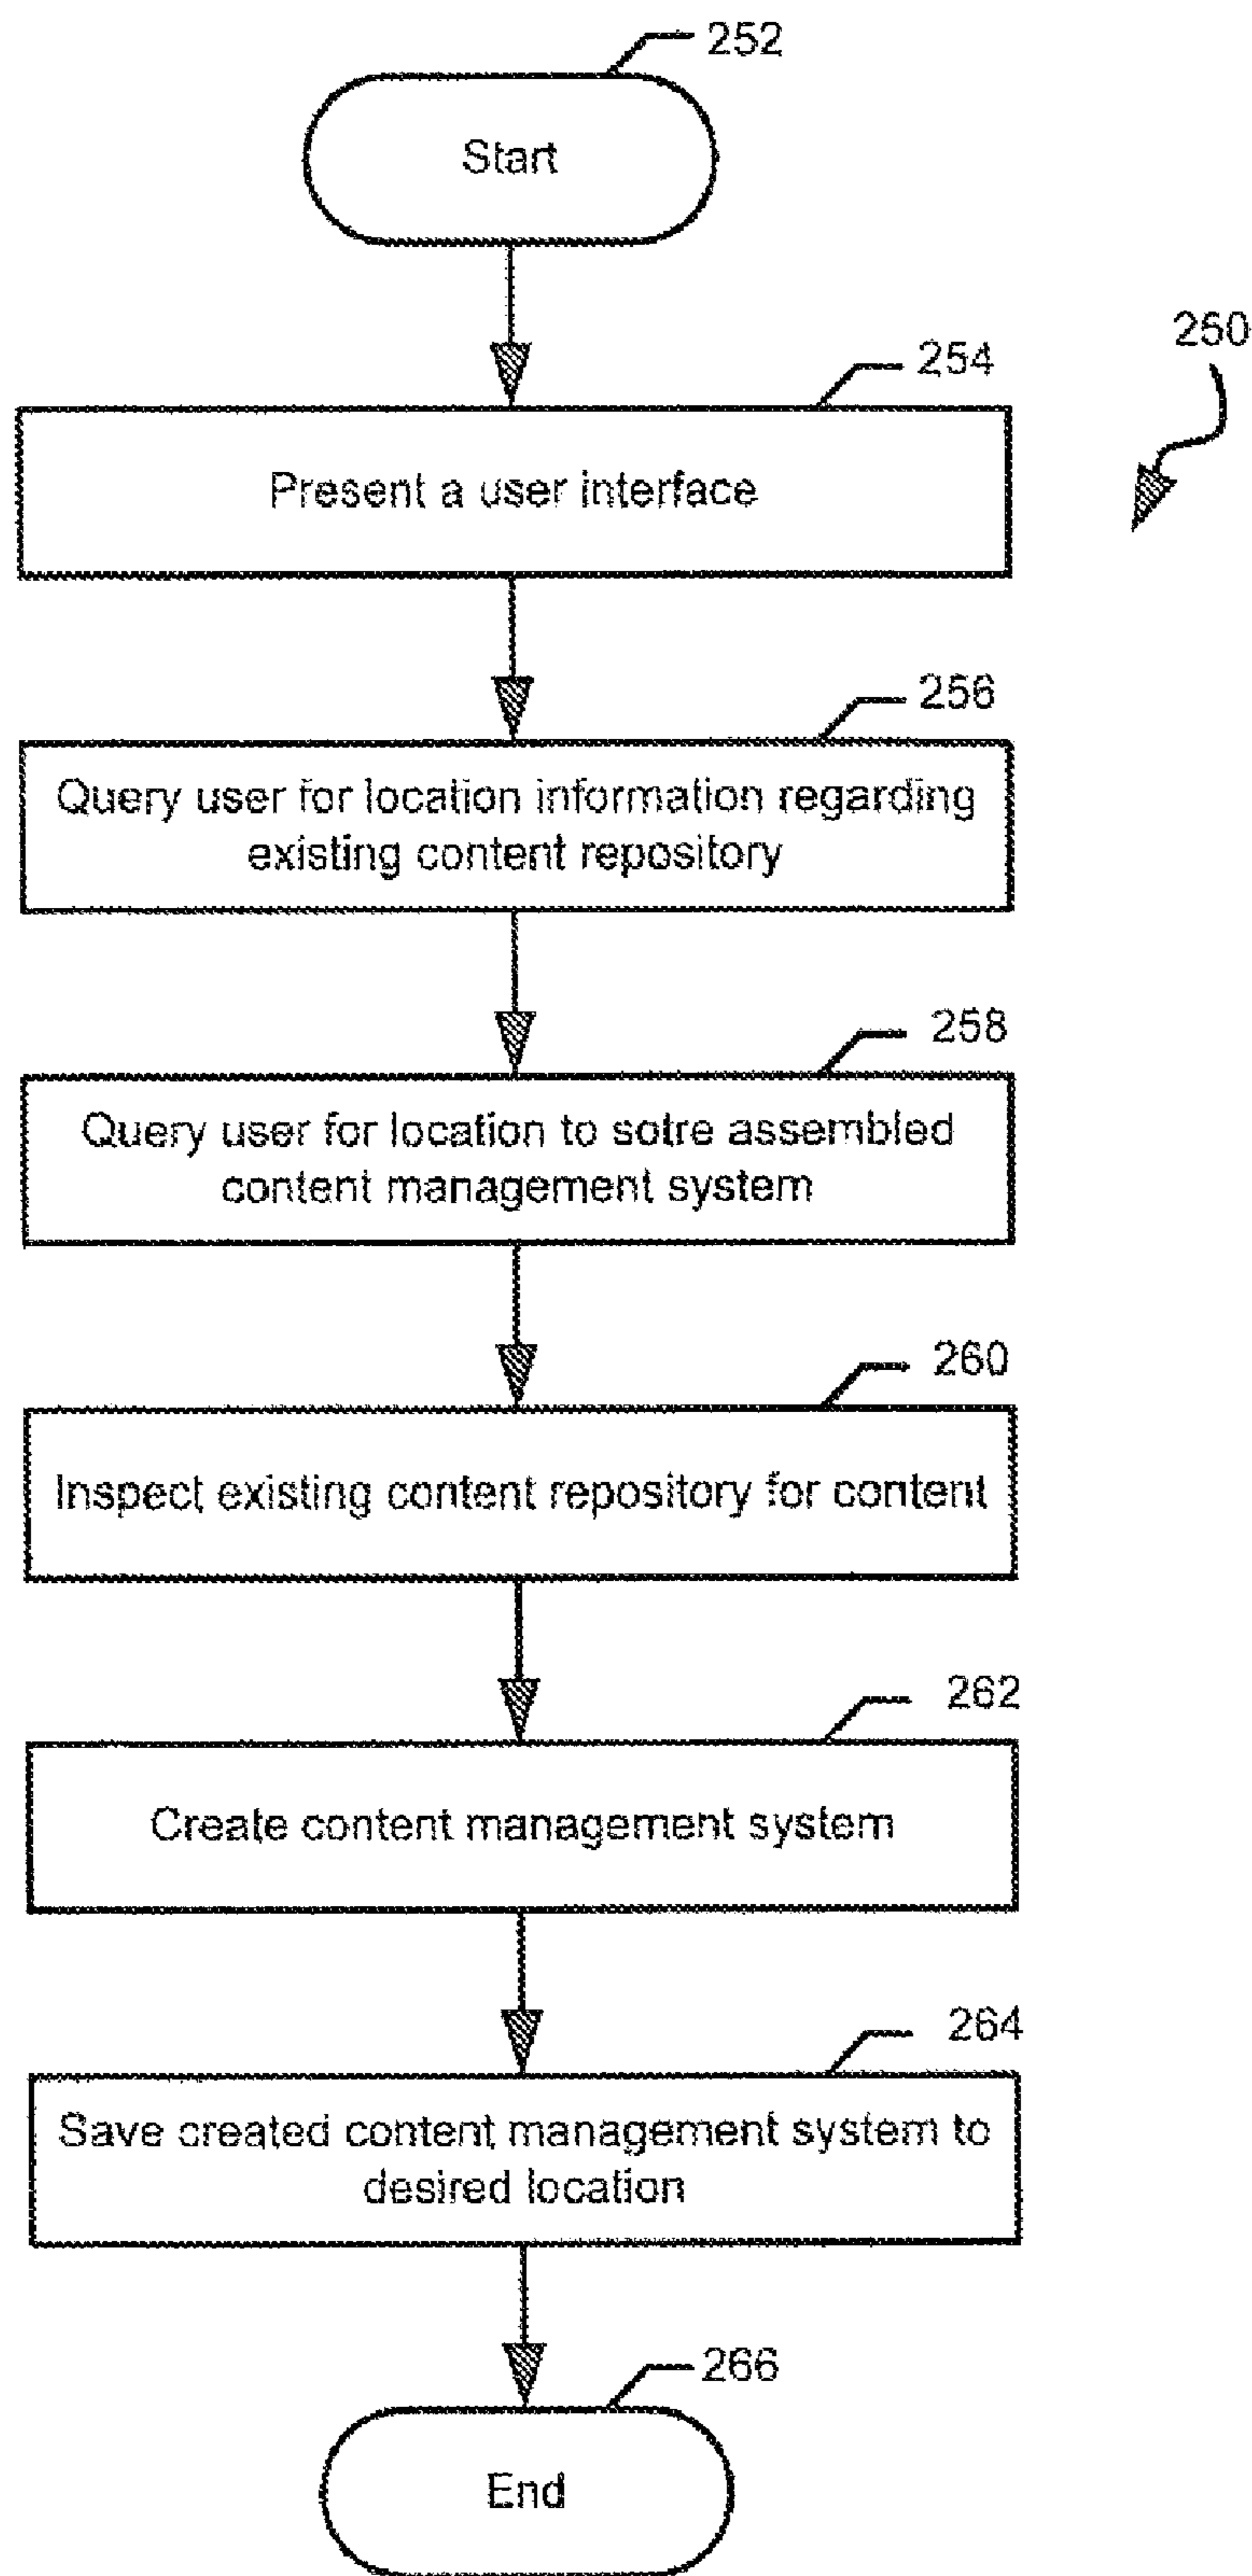 252
Start
250
254
Present a user interface
256
Query user for location information regarding
existing content repository
258
Query user for location to sotre assembled
content management system
260
Inspect existing content repository for content
262
Create content management system
264
Save created content management system to
desired location
266
End